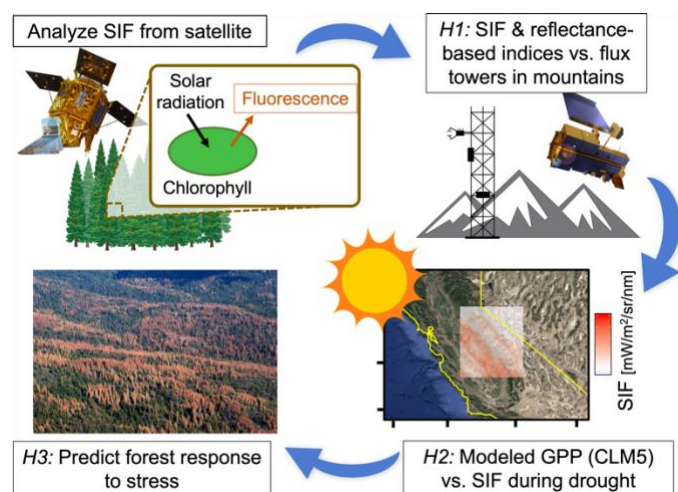 Analyze SIF from satellite
Solar
radiation
Fluorescence
Chlorophyll
H1: SIF & reflectance-
based indices vs. flux
towers in mountains
SIF [mW/m²/sr/nm]
H3: Predict forest response
to stress
H2: Modeled GPP (CLM5)
vs. SIF during drought